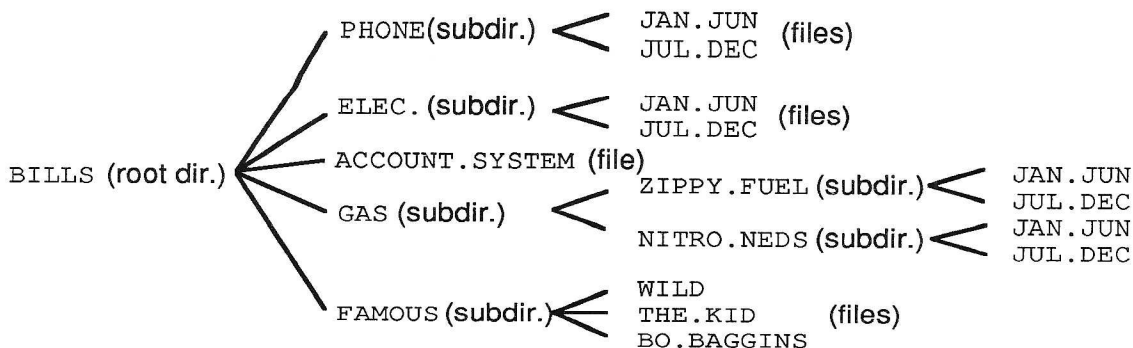 PHONE(subdir.) JAN.JUN
JUL.DEC (files)
ELEC. (subdir.) JAN.JUN
JUL.DEC (files)
BILLS (root dir.) ACCOUNT.SYSTEM (file)
GAS (subdir.) ZIPPY.FUEL (subdir.) JAN.JUN
JUL.DEC
NITRO.NEDS (subdir.) JAN.JUN
JUL.DEC
FAMOUS (subdir.) WILD
THE.KID (files)
BO.BAGGINS